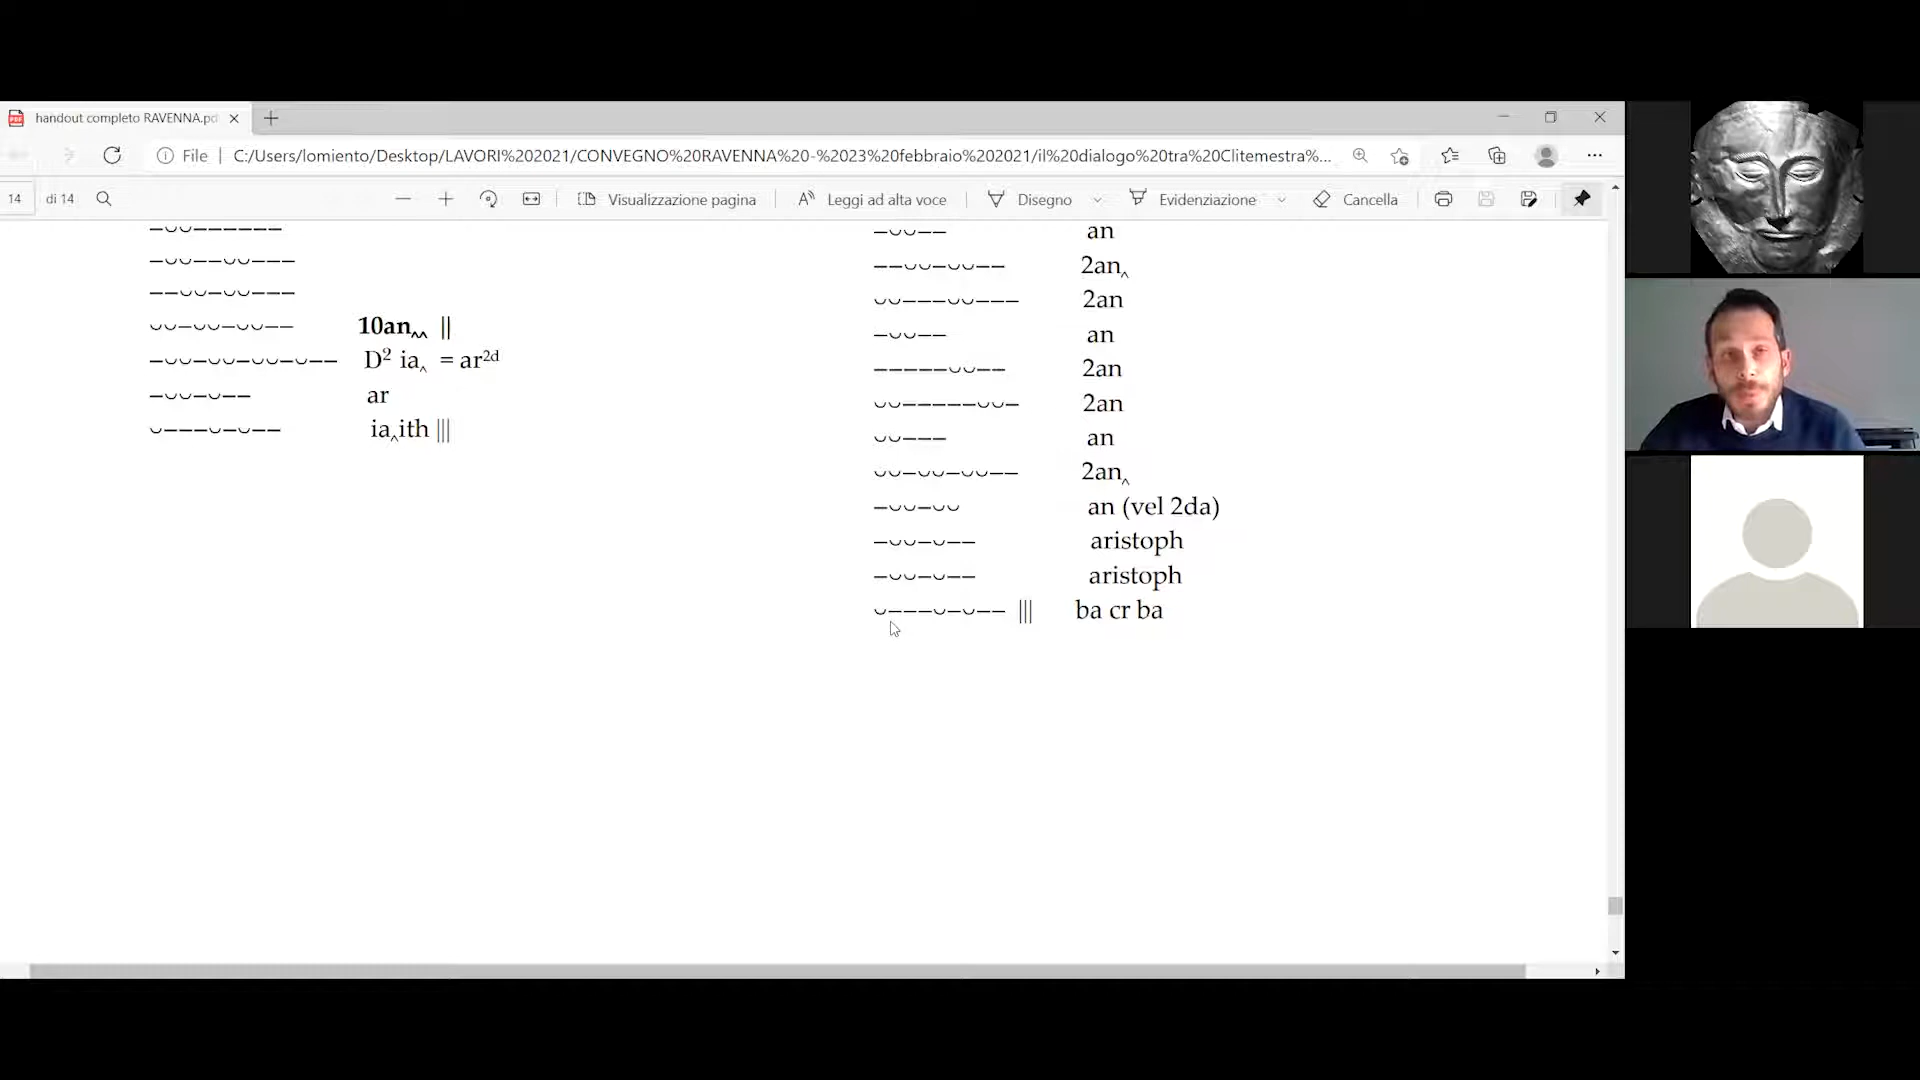 handout completo RAVENNA.pd
File | C:/Users/lomiento/Desktop/LAVORI%202021/CONVEGNO%20RAVENNA%20-%2023%20febbraio%202021/il%20dialogo%20tra%20Clitemestra%...
14 di 14 Visualizzazione pagina Leggi ad alta voce Disegno Evidenziazione Cancella
–⏑⏑––––––
–⏑⏑––⏑⏑–––
––⏑⏑–⏑⏑–––
⏑⏑–⏑⏑–⏑⏑–– 10an‸‸ ||
–⏑⏑–⏑⏑–⏑⏑–⏑–– D² ia‸ = ar²ᵈ
–⏑⏑–⏑–– ar
⏑–––⏑–⏑–– ia‸ith |||
–⏑⏑–– an
––⏑⏑–⏑⏑–– 2an‸
⏑⏑–––⏑⏑––– 2an
–⏑⏑–– an
–––––⏑⏑–– 2an
⏑⏑–––––⏑⏑– 2an
⏑⏑––– an
⏑⏑–⏑⏑–⏑⏑–– 2an‸
–⏑⏑–⏑⏑ an (vel 2da)
–⏑⏑–⏑–– aristoph
–⏑⏑–⏑–– aristoph
⏑–––⏑–⏑–– ||| ba cr ba